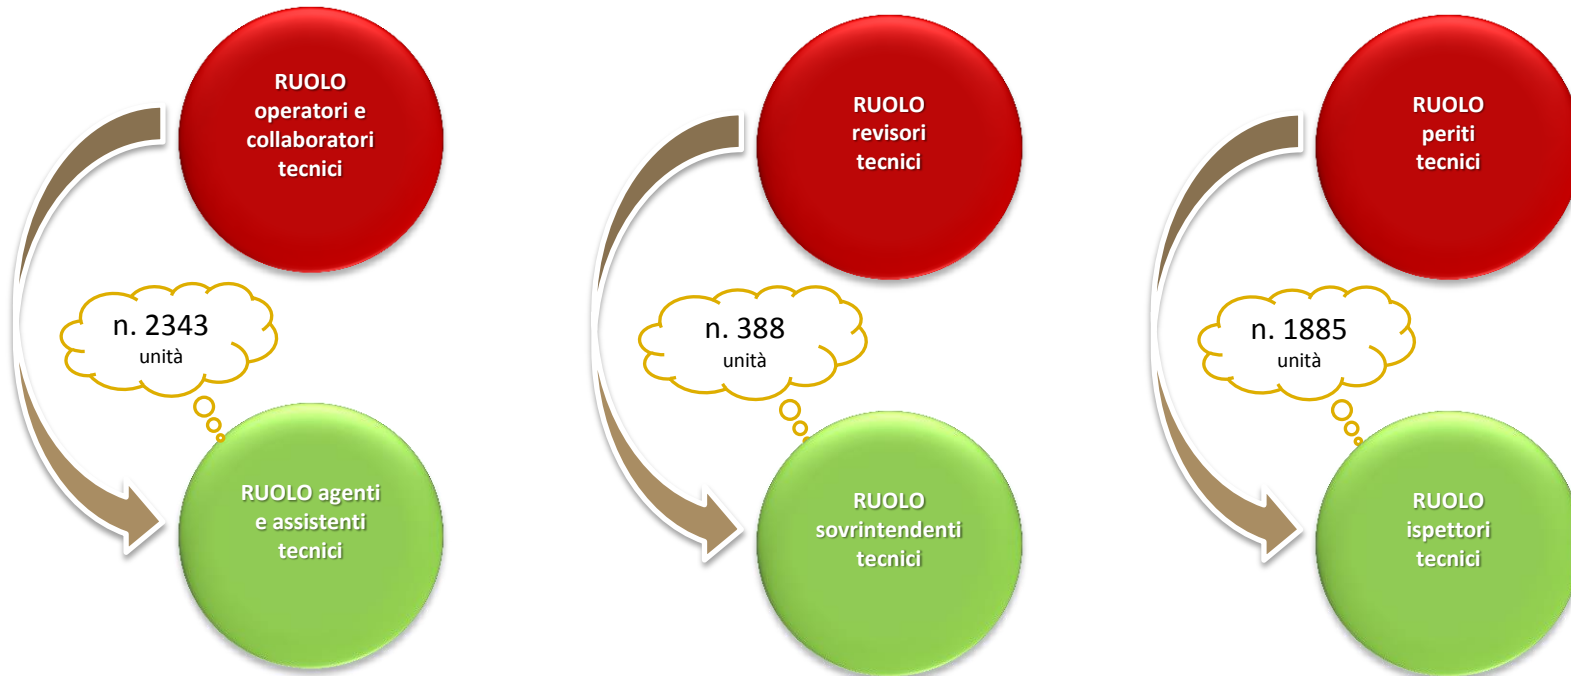 RUOLO
operatori e
collaboratori
tecnici
n. 2343
unità
RUOLO agenti
e assistenti
tecnici
RUOLO
revisori
tecnici
n. 388
unità
RUOLO
sovrintendenti
tecnici
RUOLO
periti
tecnici
n. 1885
unità
RUOLO
ispettori
tecnici